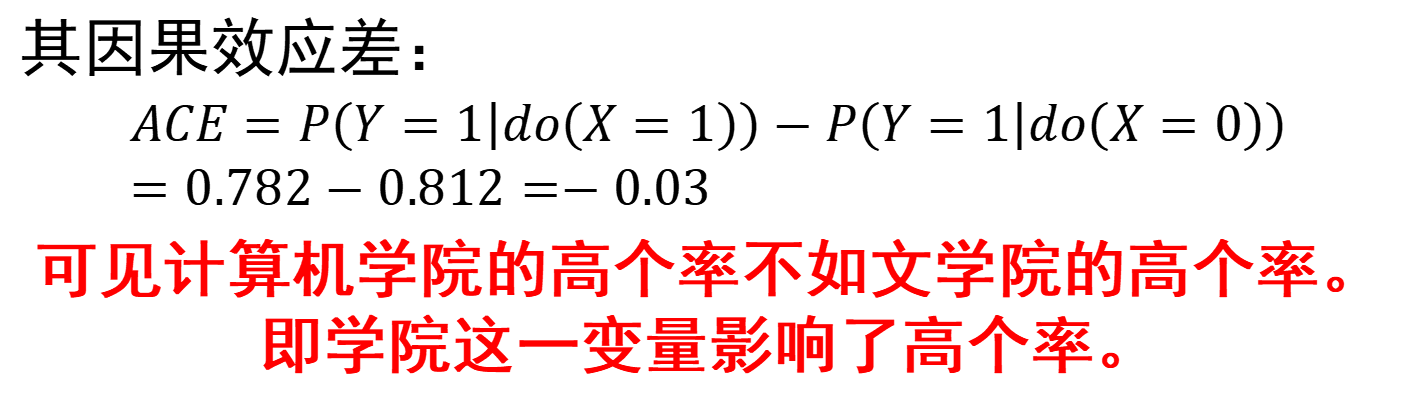 其因果效应差：
ACE = P(Y = 1|do(X = 1)) − P(Y = 1|do(X = 0))
= 0.782 − 0.812 =− 0.03
可见计算机学院的高个率不如文学院的高个率。
即学院这一变量影响了高个率。